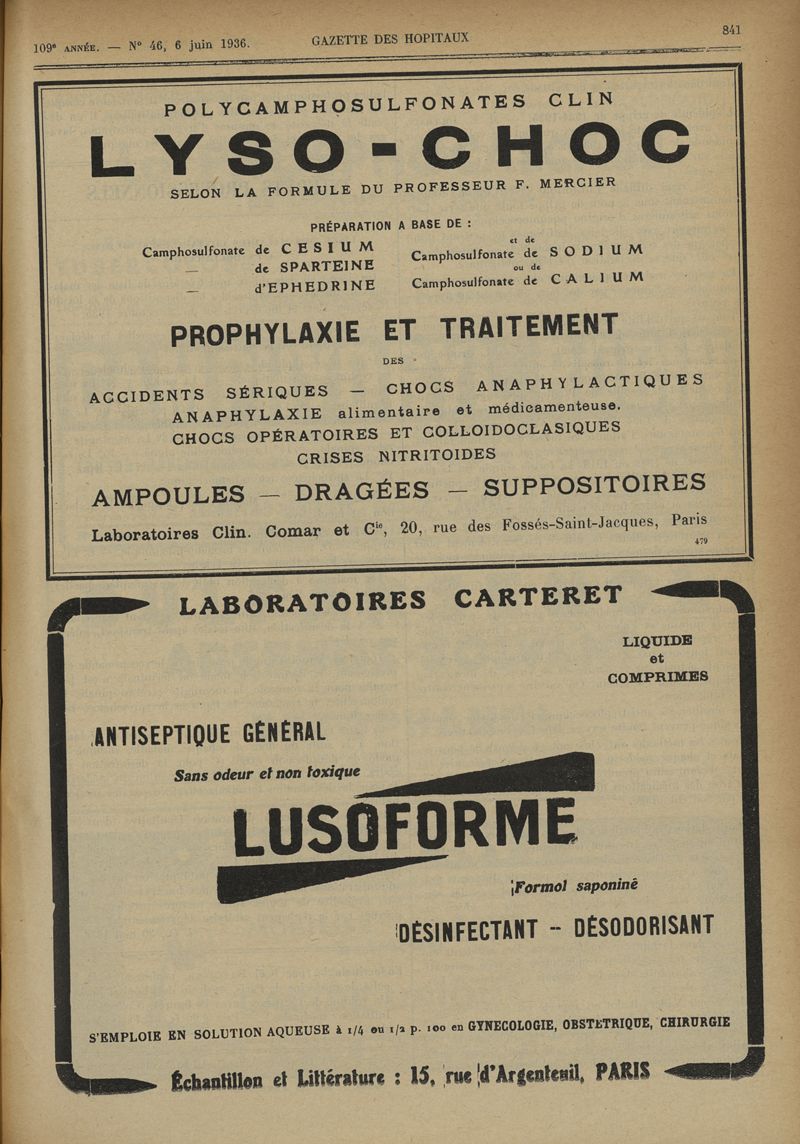 109e ANNÉE. — N° 46, 6 juin 1936.
GAZETTE DES HOPITAUX
841
POLYCAMPHOSULFONATES CLIN
LYSO-CHOC
SELON LA FORMULE DU PROFESSEUR F. MERCIER
PRÉPARATION A BASE DE :
Camphosulfonate de CESIUM
— de SPARTEINE
— d'EPHEDRINE
et de
Camphosulfonate de SODIUM
ou de
Camphosulfonate de CALIUM
PROPHYLAXIE ET TRAITEMENT
DES
ACCIDENTS SÉRIQUES — CHOCS ANAPHYLACTIQUES
ANAPHYLAXIE alimentaire et médicamenteuse.
CHOCS OPÉRATOIRES ET COLLOIDOCLASIQUES
CRISES NITRITOIDES
AMPOULES — DRAGÉES — SUPPOSITOIRES
Laboratoires Clin. Comar et Cie, 20, rue des Fossés-Saint-Jacques, Paris
479
LABORATOIRES CARTERET
LIQUIDE
et
COMPRIMES
ANTISEPTIQUE GÉNÉRAL
Sans odeur et non toxique
LUSOFORME
Formol saponiné
DÉSINFECTANT -- DÉSODORISANT
S'EMPLOIE EN SOLUTION AQUEUSE à 1/4 ou 1/2 p. 100 en GYNECOLOGIE, OBSTETRIQUE, CHIRURGIE
Échantillon et Littérature : 15, rue d'Argenteuil, PARIS